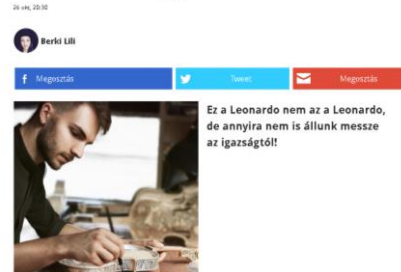 Berki Lili
Megosztás
Tweet
Megosztás
Ez a Leonardo nem az a Leonardo,
de annyira nem is állunk messze
az igazságtól!